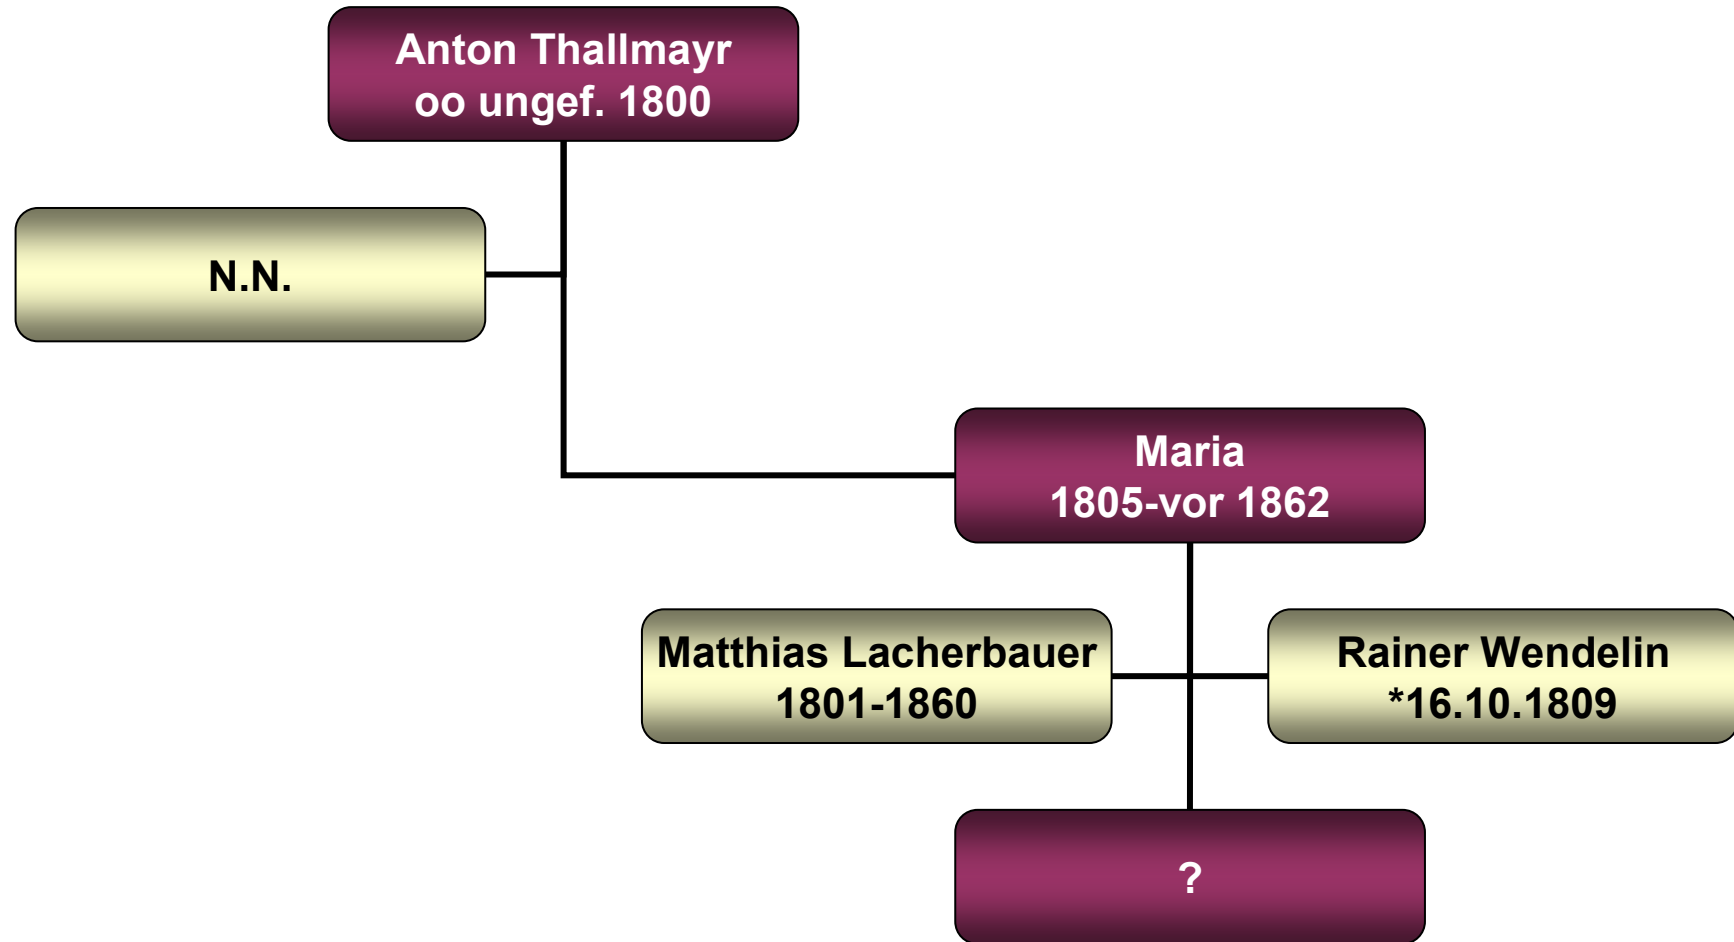 Anton Thallmayr
oo ungef. 1800
N.N.
Maria
1805-vor 1862
Matthias Lacherbauer
1801-1860
Rainer Wendelin
*16.10.1809
?